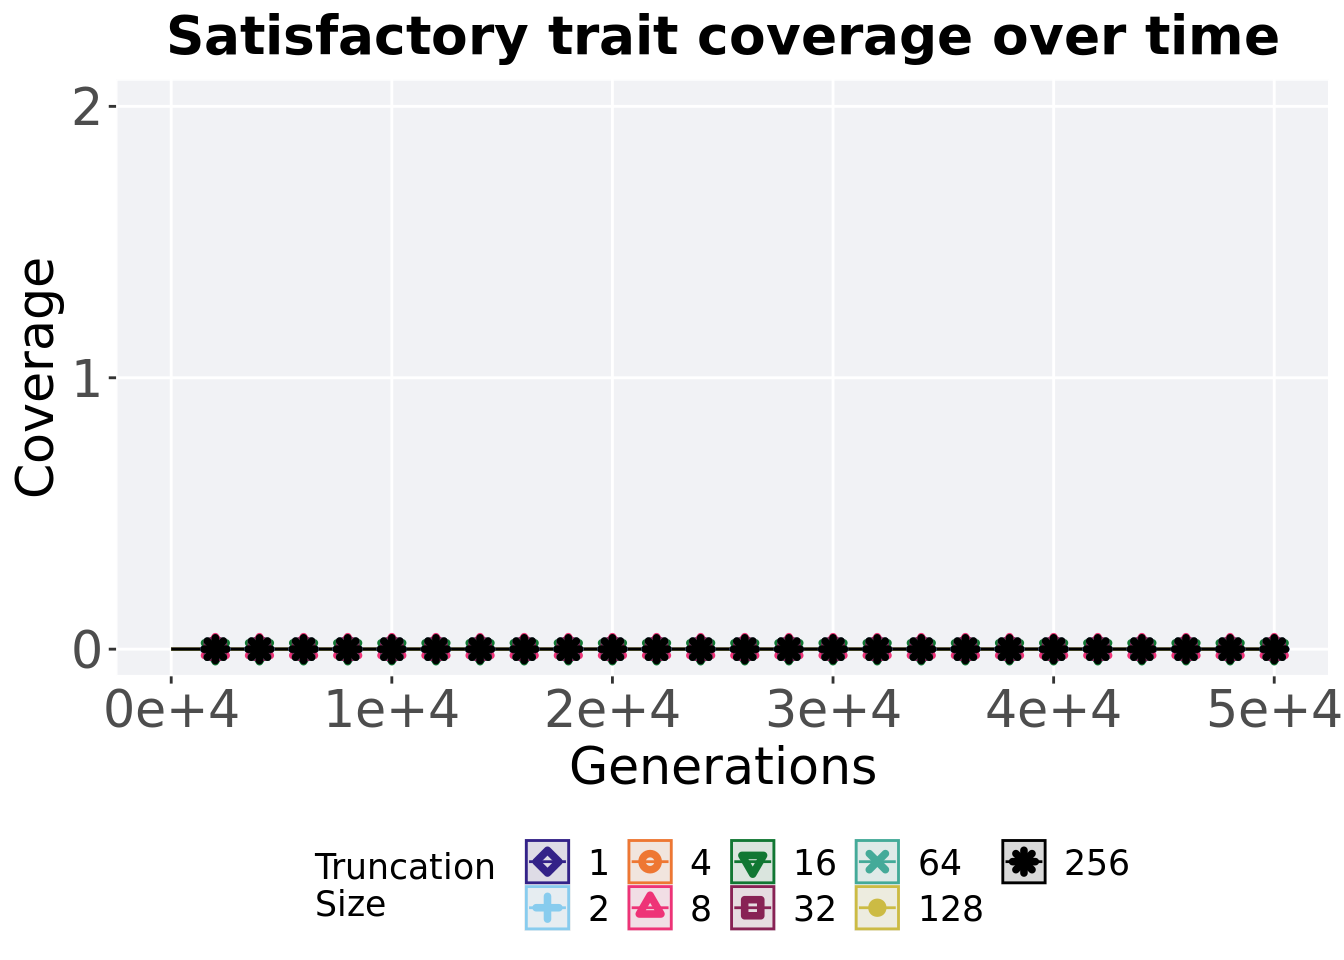 Satisfactory trait coverage over time
2
1
0
Coverage
0e+4 1e+4 2e+4 3e+4 4e+4 5e+4
Generations
Truncation
Size
1 4 16 64 256
2 8 32 128